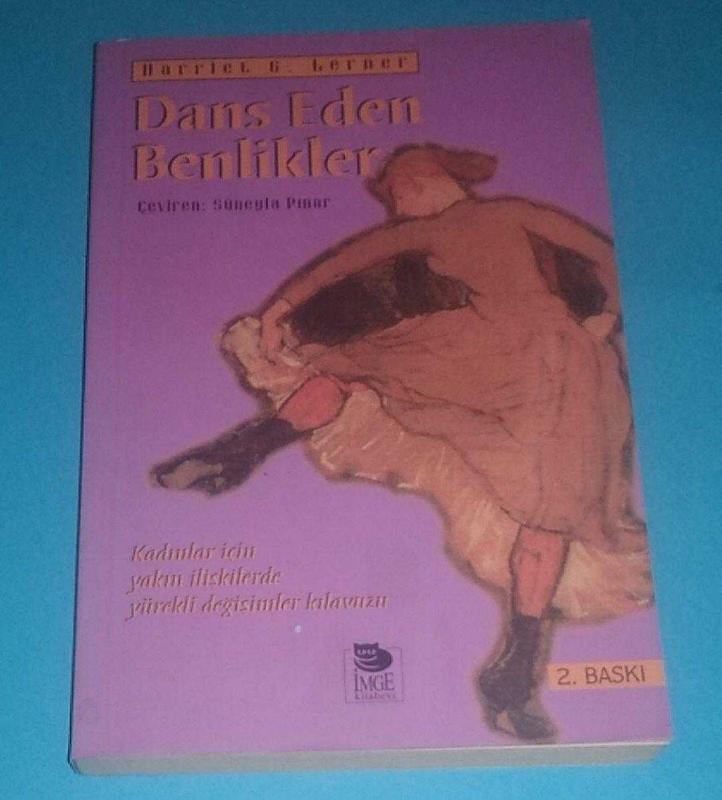 Harriet G. Lerner
Dans Eden
Benlikler
Çeviren: Süneyla Pınar
Kadınlar için
yakın ilişkilerde
yürekli değişimler kılavuzu
İMGE
kitabevi
2. BASKI